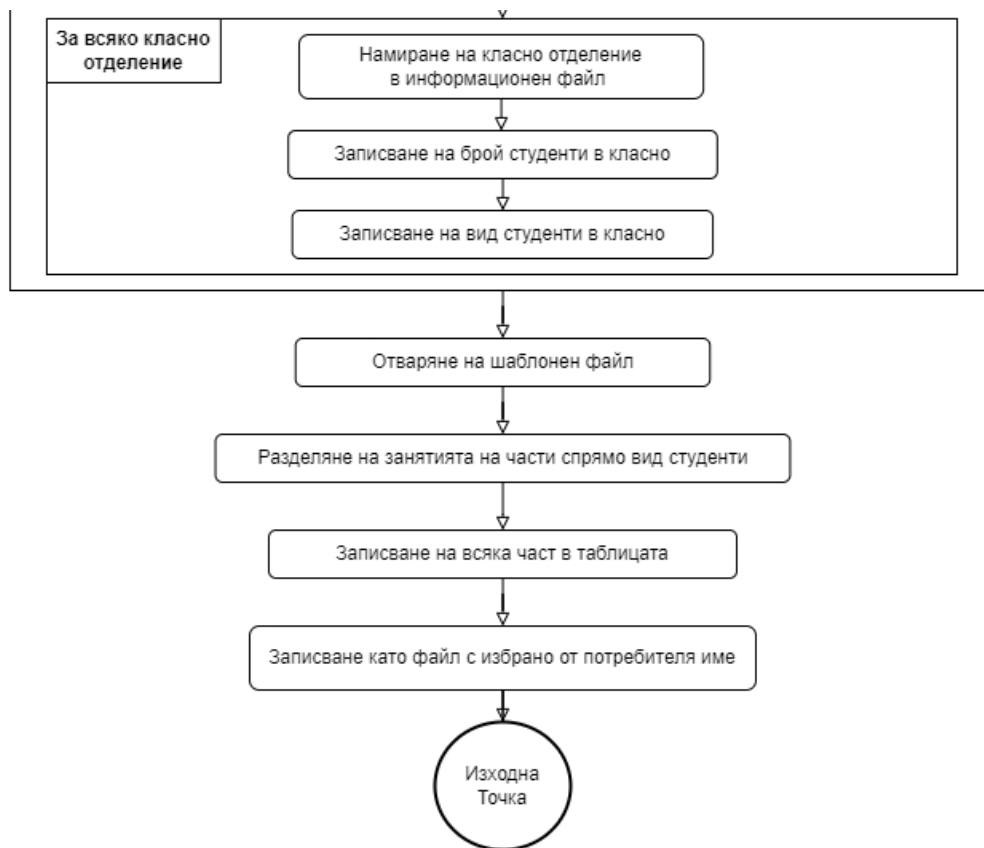 За всяко класно
отделение
Намиране на класно отделение
в информационен файл
Записване на брой студенти в класно
Записване на вид студенти в класно
Отваряне на шаблонен файл
Разделяне на занятията на части спрямо вид студенти
Записване на всяка част в таблицата
Записване като файл с избрано от потребителя име
Изходна
Точка